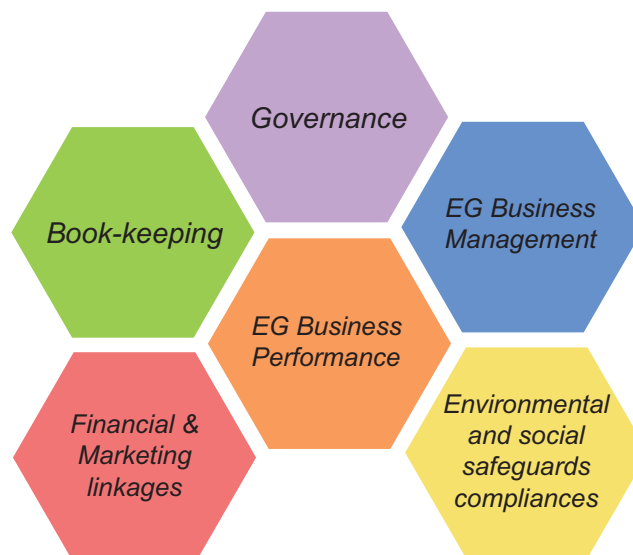 Governance
Book-keeping
EG Business
Management
EG Business
Performance
Financial &
Marketing
linkages
Environmental
and social
safeguards
compliances